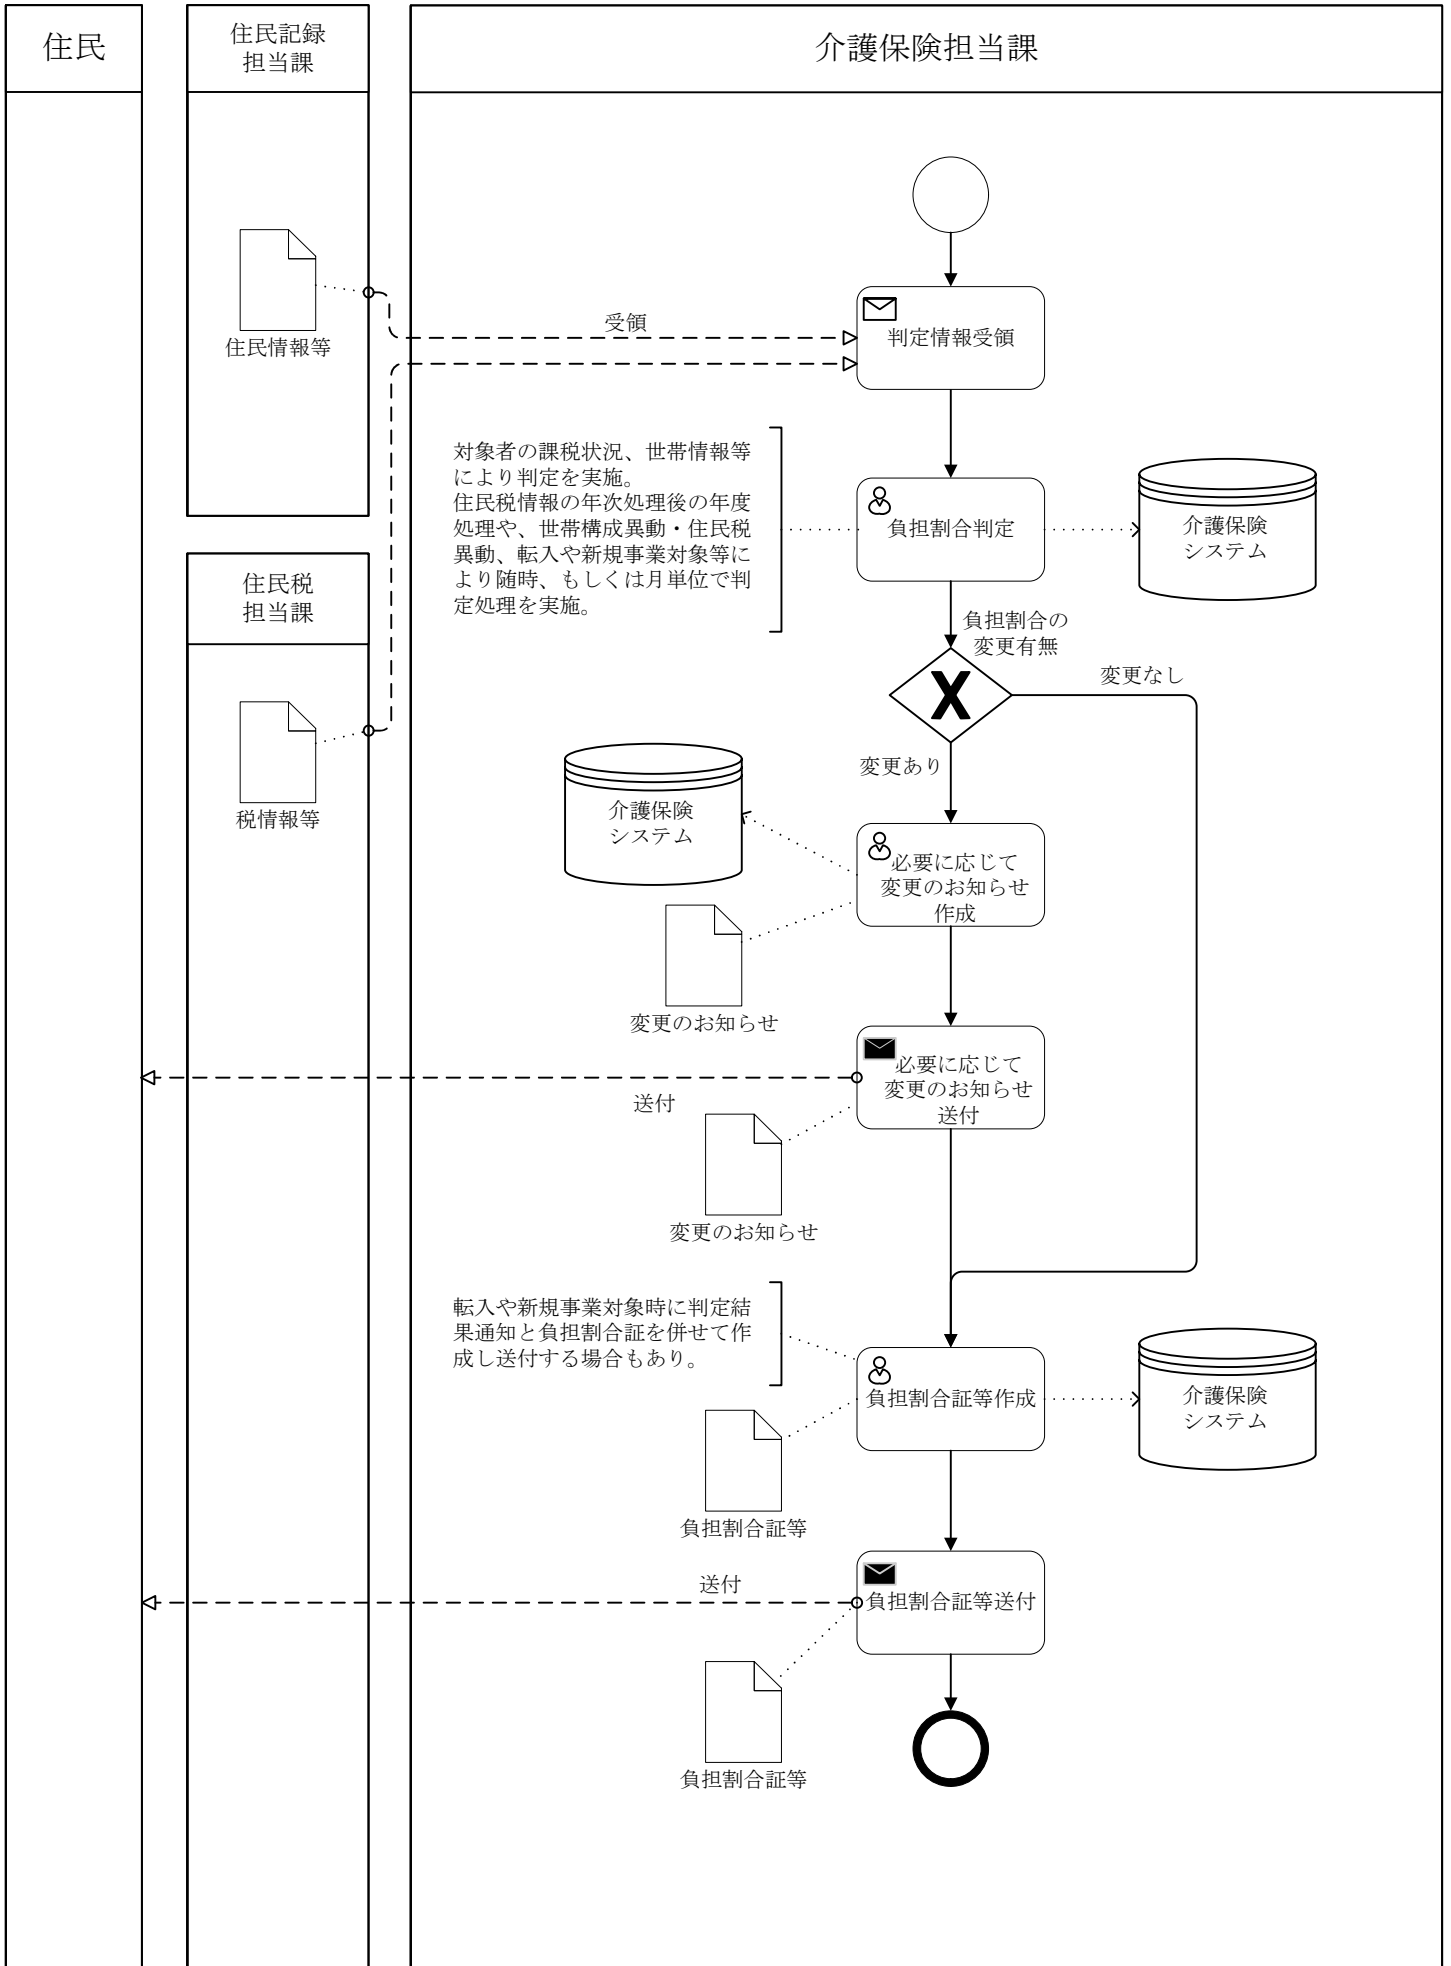 住民
住民記録
担当課
介護保険担当課
住民情報等
受領
判定情報受領
対象者の課税状況、世帯情報等
により判定を実施。
住民税情報の年次処理後の年度
処理や、世帯構成異動・住民税
異動、転入や新規事業対象等に
より随時、もしくは月単位で判
定処理を実施。
負担割合判定
介護保険
システム
住民税
担当課
負担割合の
変更有無
変更なし
税情報等
変更あり
介護保険
システム
必要に応じて
変更のお知らせ
作成
変更のお知らせ
必要に応じて
変更のお知らせ
送付
送付
変更のお知らせ
転入や新規事業対象時に判定結
果通知と負担割合証を併せて作
成し送付する場合もあり。
負担割合証等作成
介護保険
システム
負担割合証等
送付
負担割合証等送付
負担割合証等